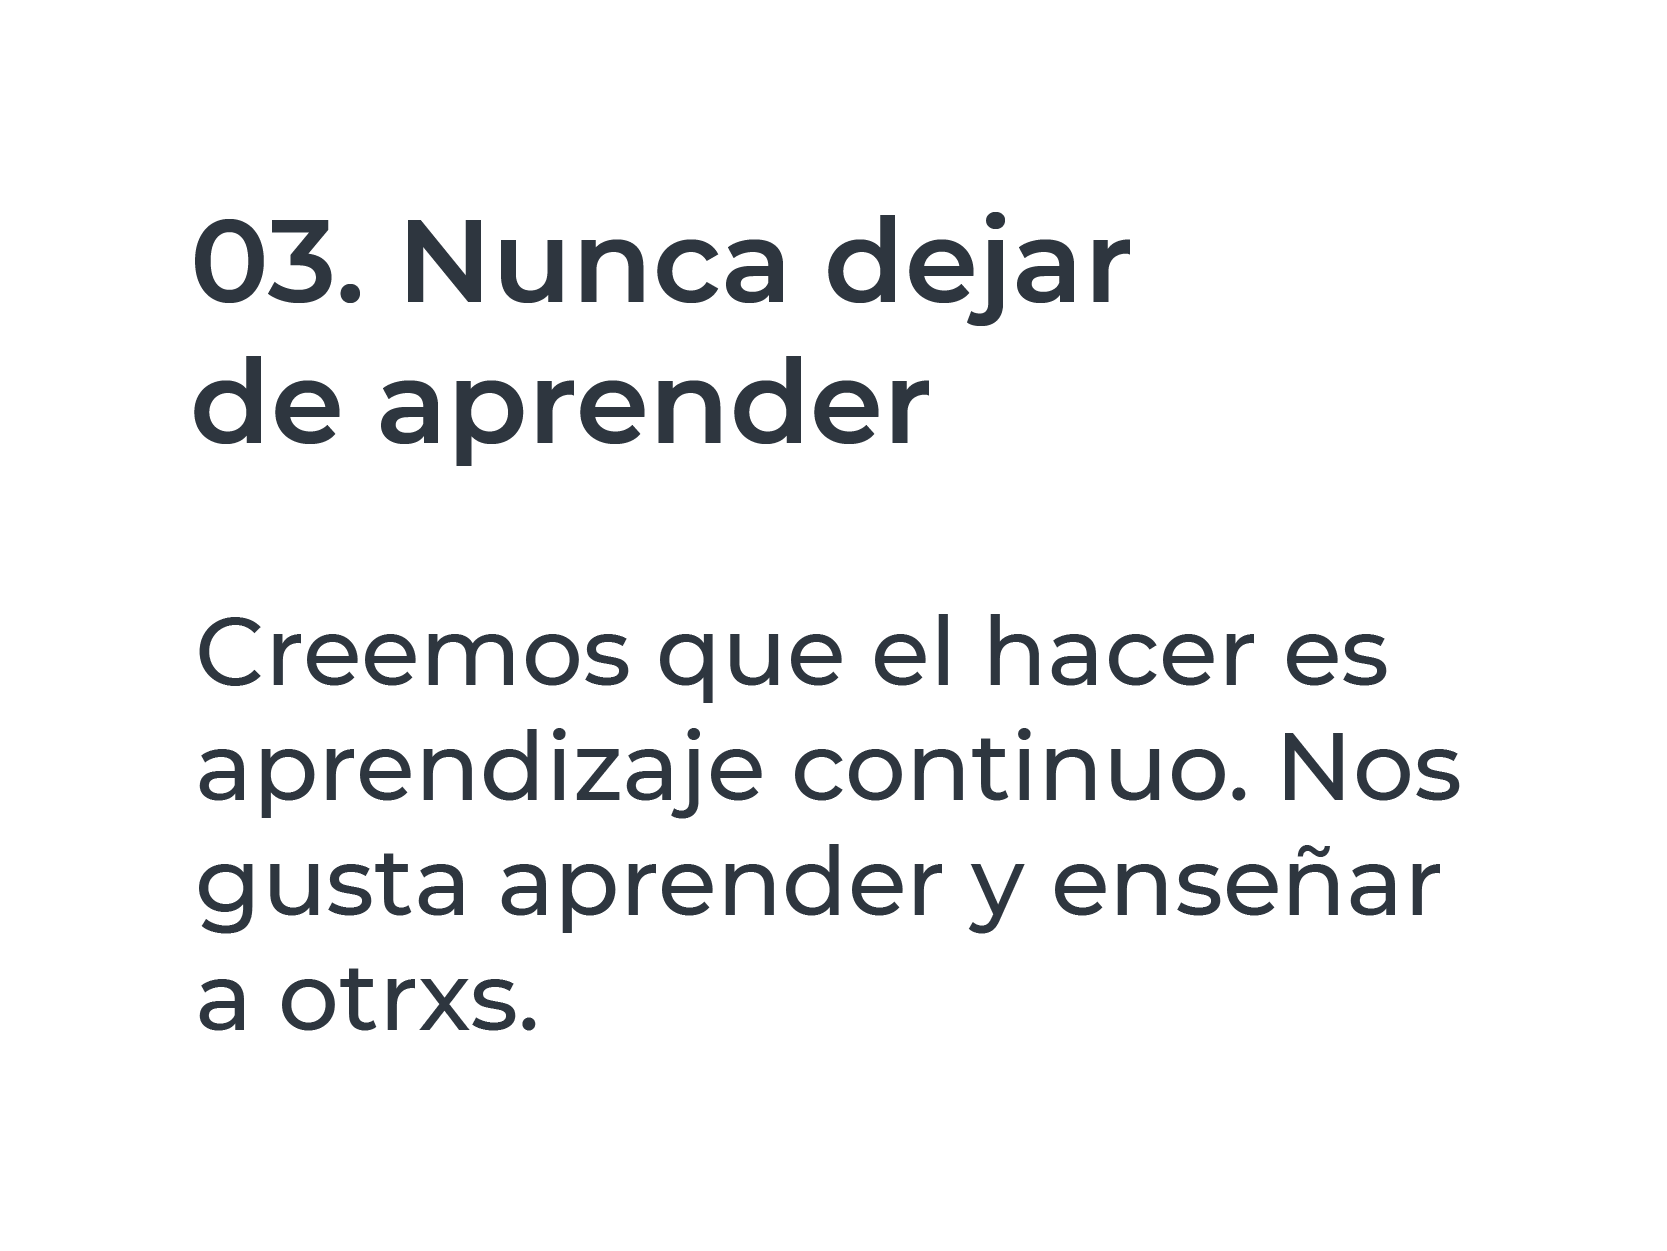 03. Nunca dejar
de aprender
Creemos que el hacer es
aprendizaje continuo. Nos
gusta aprender y enseñar
a otrxs.